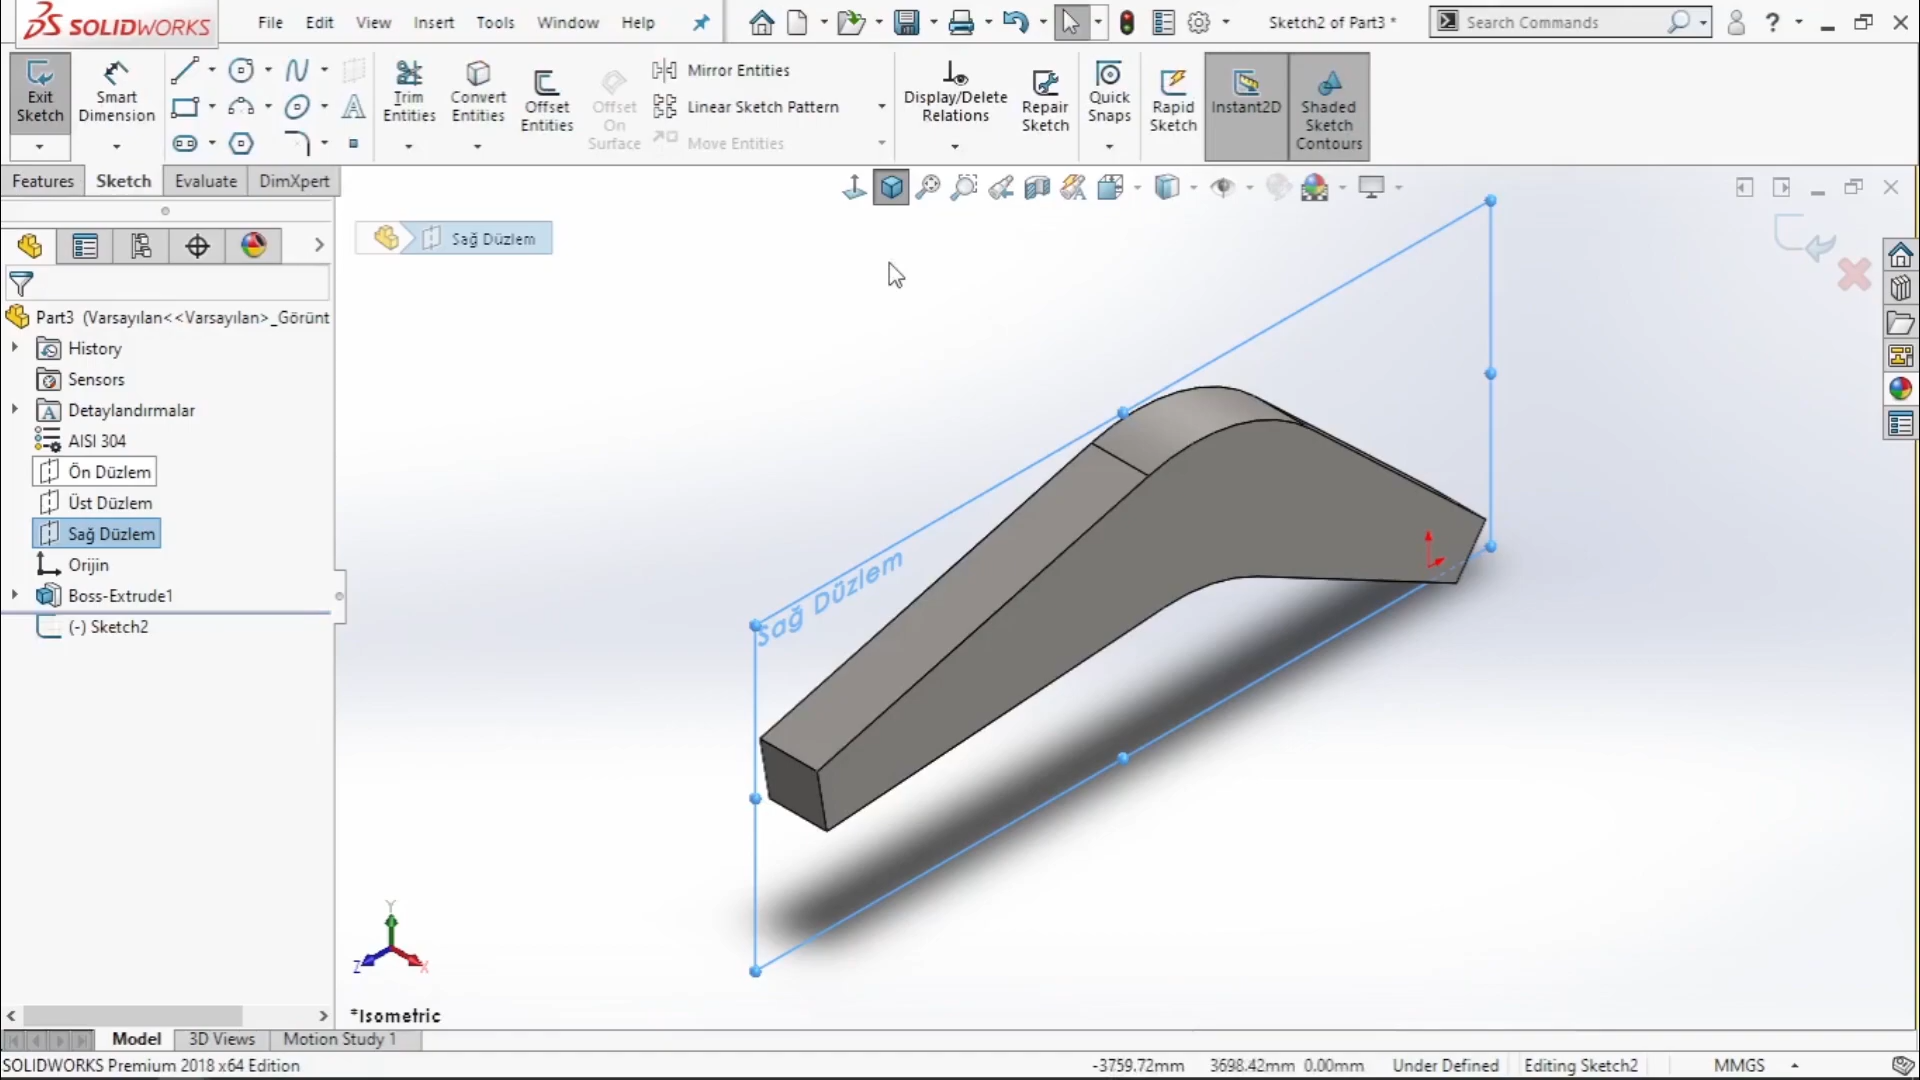 SOLIDWORKS File Edit View Insert Tools Window Help Sketch2 of Part3 * Search Commands ?
Exit Sketch
Smart Dimension
Trim Entities
Convert Entities
Offset Entities
Offset On Surface
Mirror Entities
Linear Sketch Pattern
Move Entities
Display/Delete Relations
Repair Sketch
Quick Snaps
Rapid Sketch
Instant2D
Shaded Sketch Contours
Features Sketch Evaluate DimXpert
Sağ Düzlem
Part3 (Varsayılan<<Varsayılan>_Görünt
History
Sensors
Detaylandırmalar
AISI 304
Ön Düzlem
Üst Düzlem
Sağ Düzlem
Orijin
Boss-Extrude1
(-) Sketch2
Sağ Düzlem
Y
Z X
*Isometric
Model 3D Views Motion Study 1
SOLIDWORKS Premium 2018 x64 Edition -3759.72mm 3698.42mm 0.00mm Under Defined Editing Sketch2 MMGS